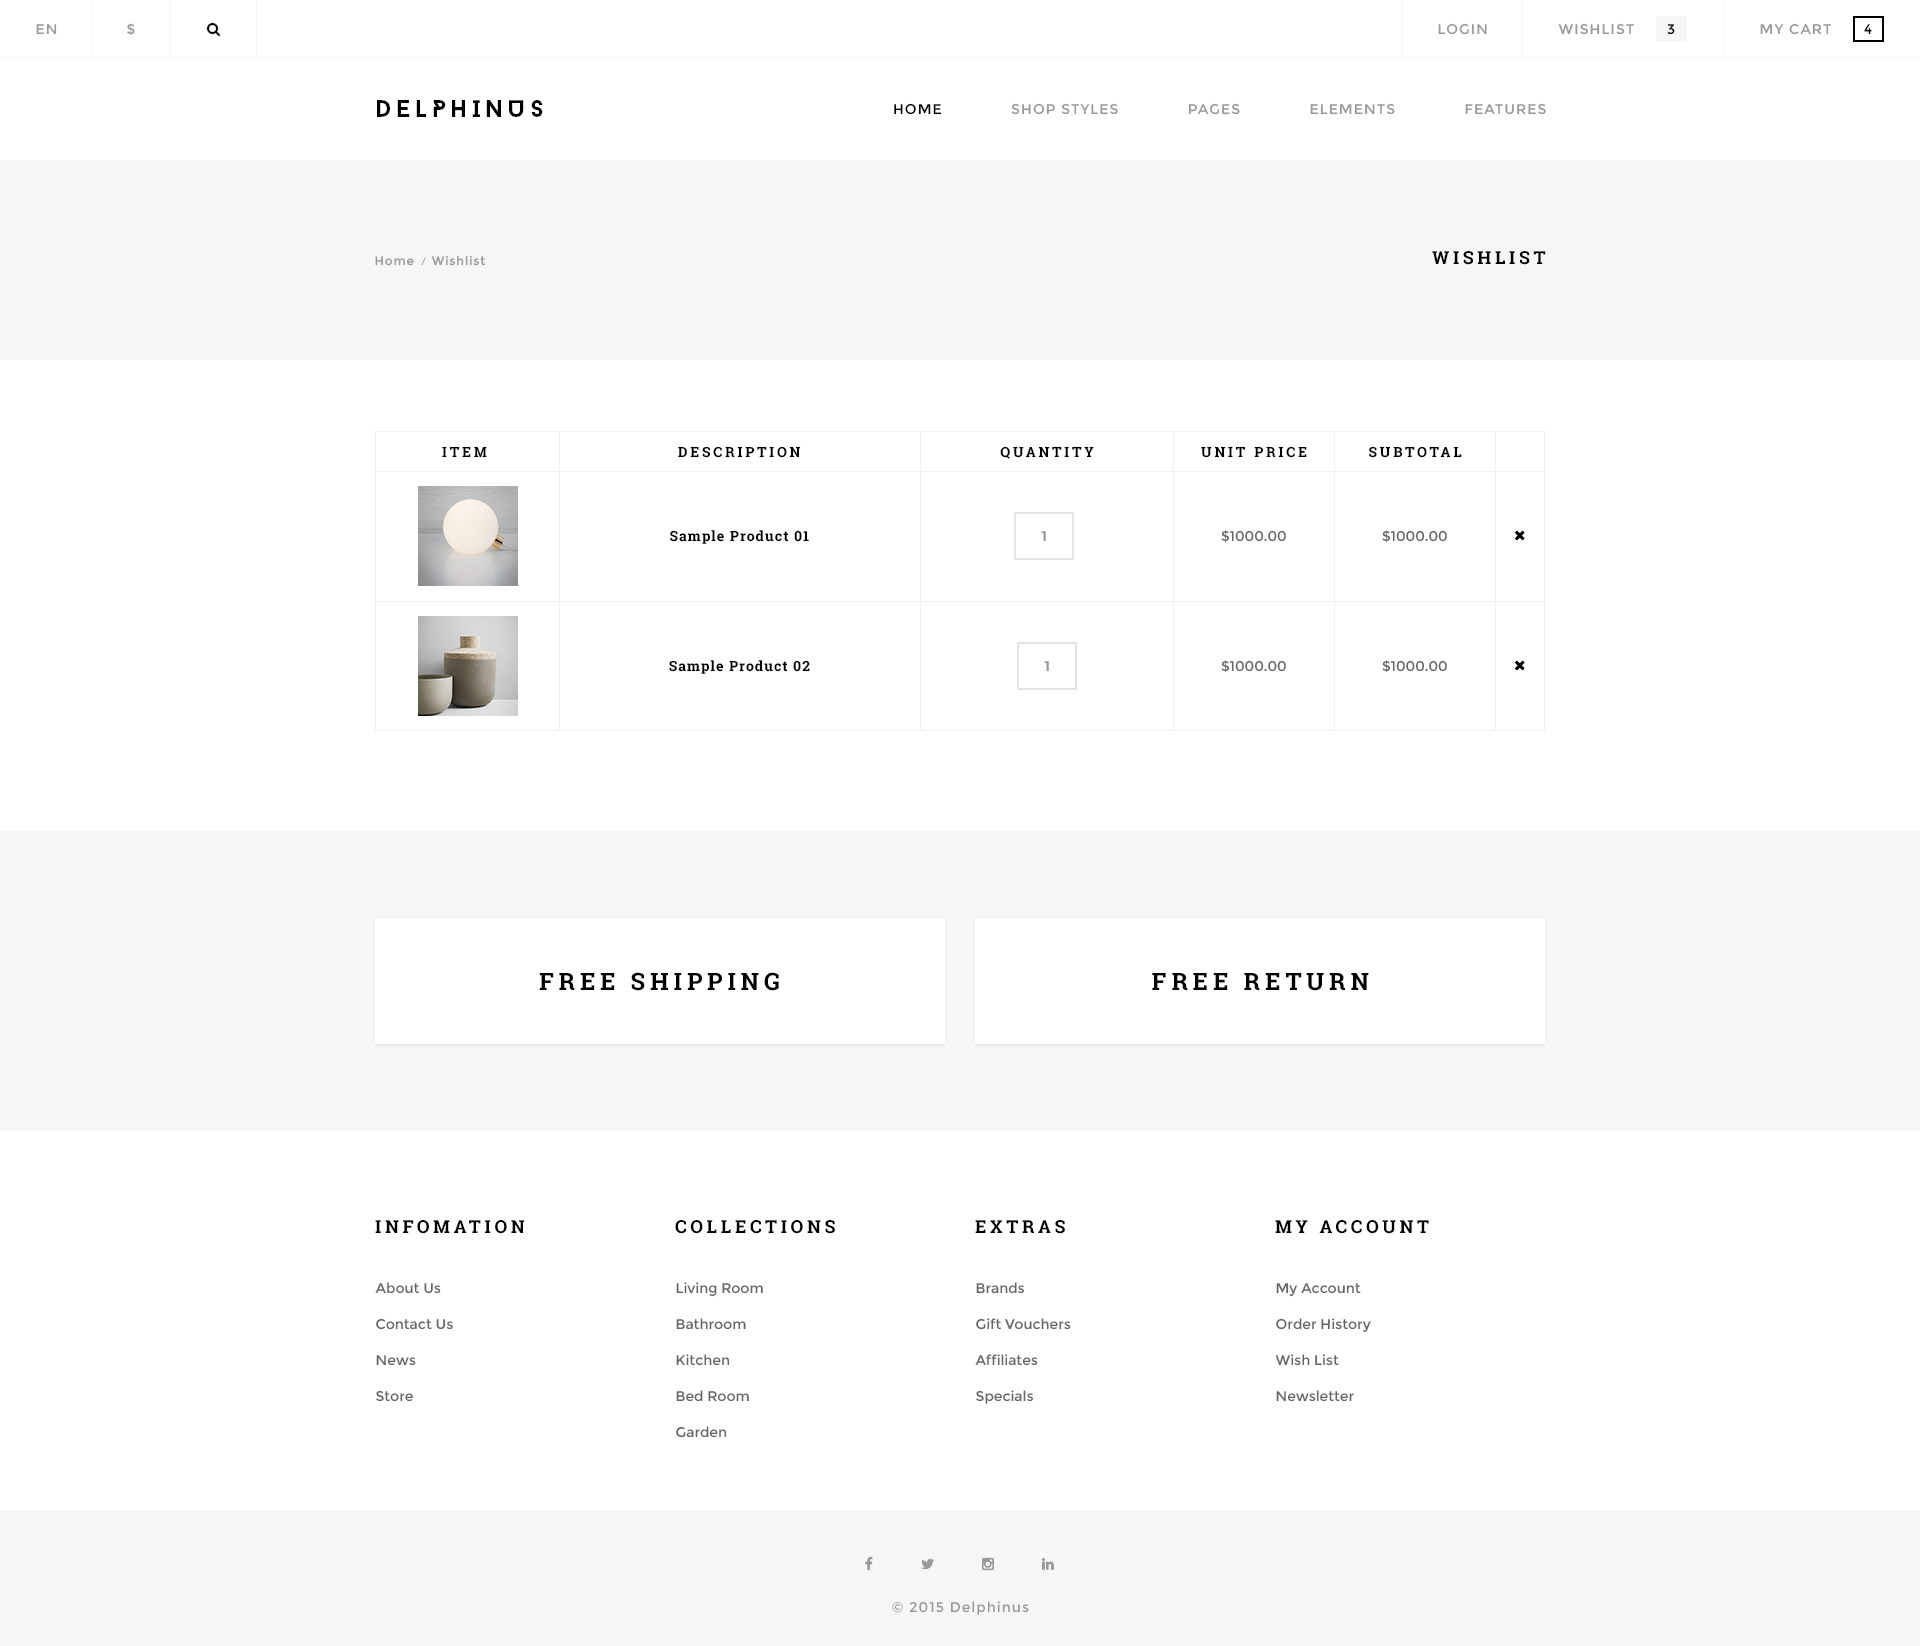 EN $ LOGIN WISHLIST 3 MY CART 4
DELPHINUS HOME SHOP STYLES PAGES ELEMENTS FEATURES
Home / Wishlist WISHLIST
ITEM DESCRIPTION QUANTITY UNIT PRICE SUBTOTAL
Sample Product 01 1 $1000.00 $1000.00 ✖
Sample Product 02 1 $1000.00 $1000.00 ✖
FREE SHIPPING FREE RETURN
INFOMATION COLLECTIONS EXTRAS MY ACCOUNT
About Us Living Room Brands My Account
Contact Us Bathroom Gift Vouchers Order History
News Kitchen Affiliates Wish List
Store Bed Room Specials Newsletter
Garden
© 2015 Delphinus